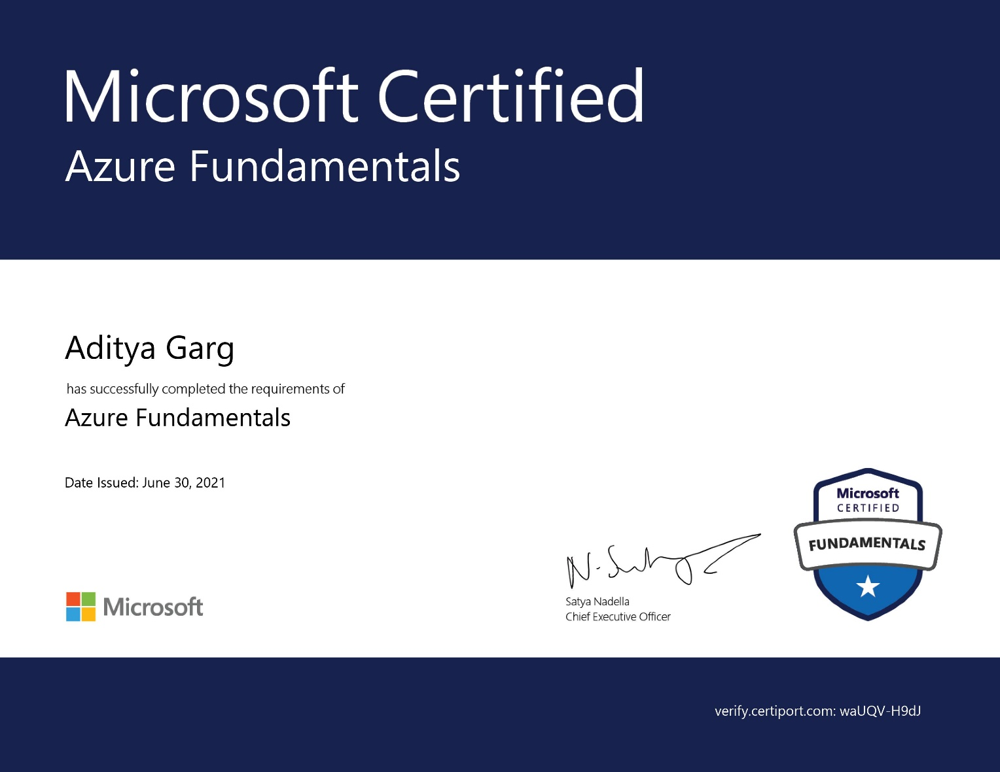 Microsoft Certified
Azure Fundamentals
Aditya Garg
has successfully completed the requirements of
Azure Fundamentals
Date Issued: June 30, 2021
Microsoft
CERTIFIED
FUNDAMENTALS
Microsoft
Satya Nadella
Chief Executive Officer
verify.certiport.com: waUQV-H9dJ